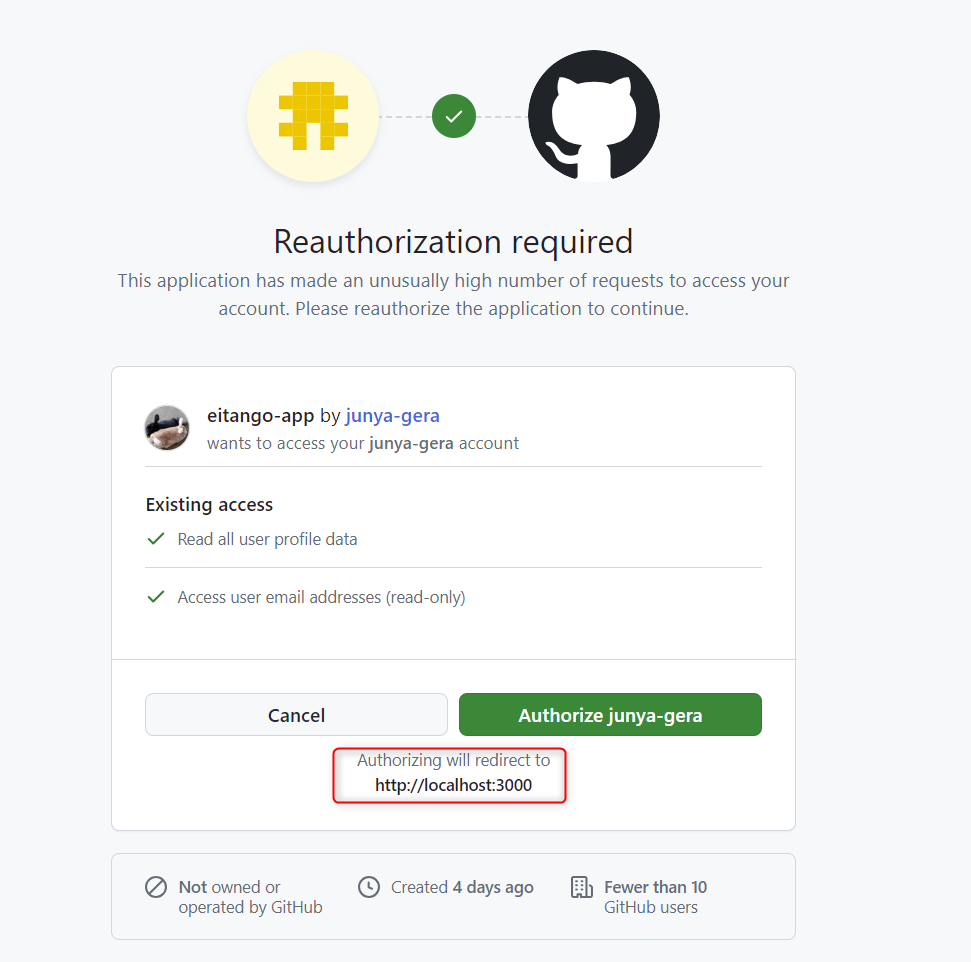 Reauthorization required
This application has made an unusually high number of requests to access your
account. Please reauthorize the application to continue.
eitango-app by junya-gera
wants to access your junya-gera account
Existing access
Read all user profile data
Access user email addresses (read-only)
Cancel
Authorize junya-gera
Authorizing will redirect to
http://localhost:3000
Not owned or
operated by GitHub
Created 4 days ago
Fewer than 10
GitHub users